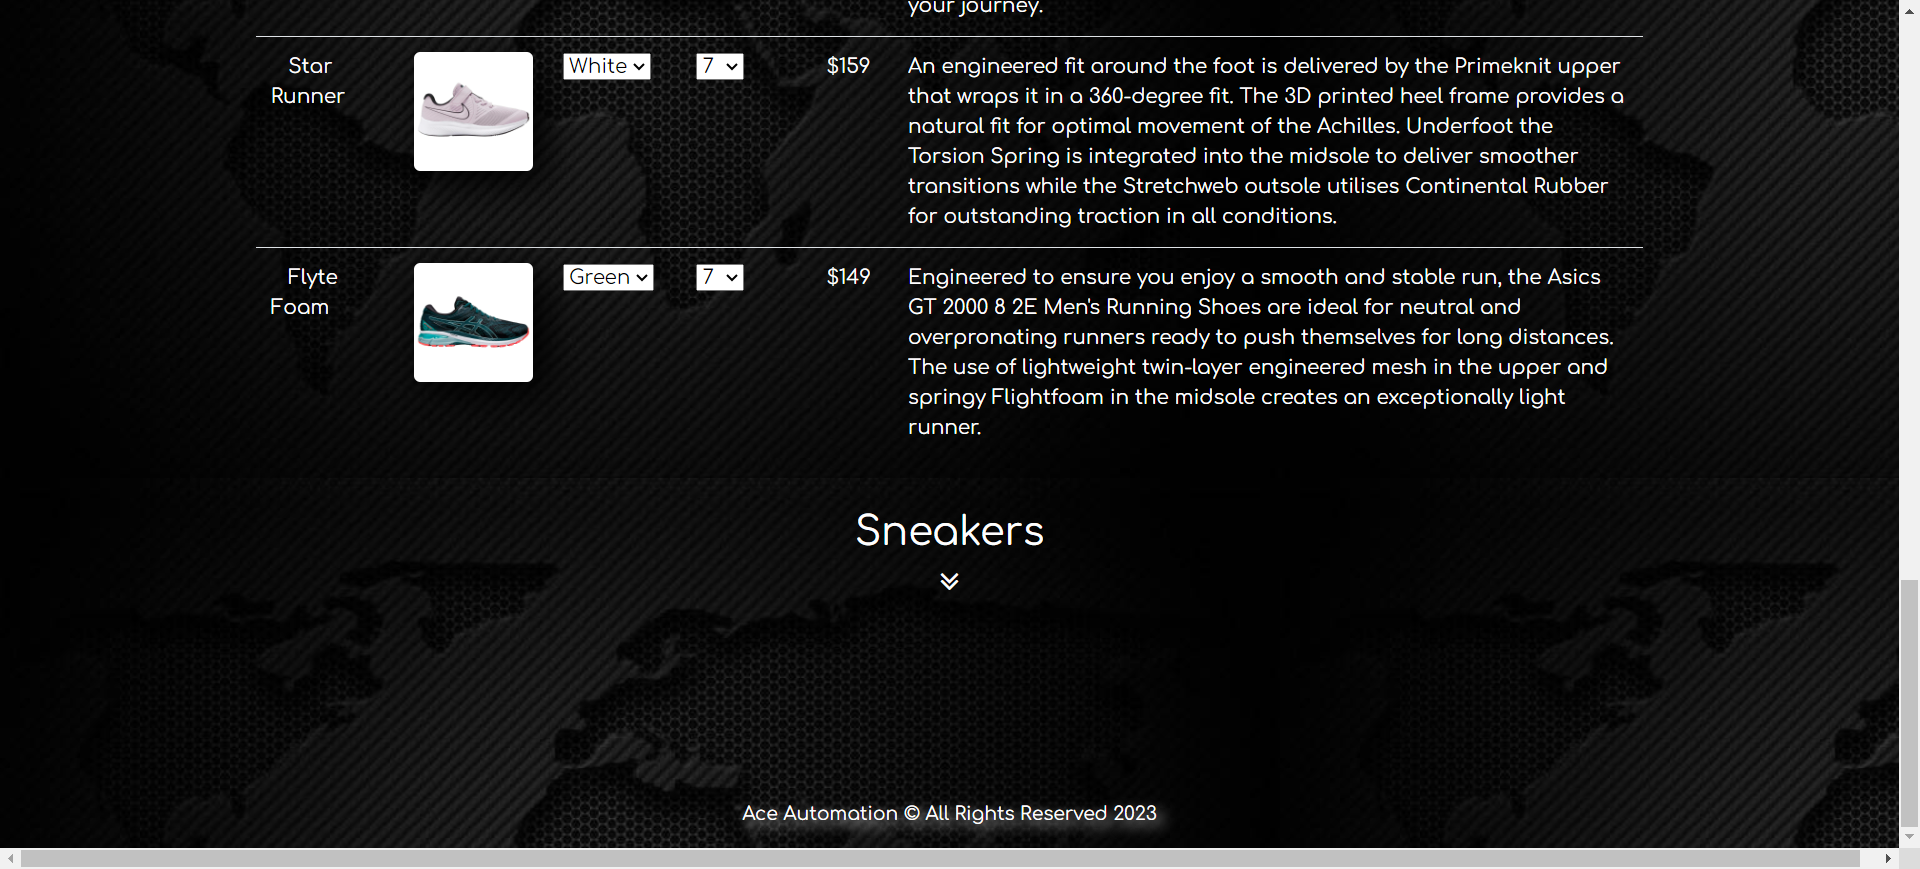 your journey.
Star Runner
White
7
$159
An engineered fit around the foot is delivered by the Primeknit upper
that wraps it in a 360-degree fit. The 3D printed heel frame provides a
natural fit for optimal movement of the Achilles. Underfoot the
Torsion Spring is integrated into the midsole to deliver smoother
transitions while the Stretchweb outsole utilises Continental Rubber
for outstanding traction in all conditions.
Flyte
Foam
Green
7
$149
Engineered to ensure you enjoy a smooth and stable run, the Asics
GT 2000 8 2E Men's Running Shoes are ideal for neutral and
overpronating runners ready to push themselves for long distances.
The use of lightweight twin-layer engineered mesh in the upper and
springy Flightfoam in the midsole creates an exceptionally light
runner.
Sneakers
Ace Automation © All Rights Reserved 2023